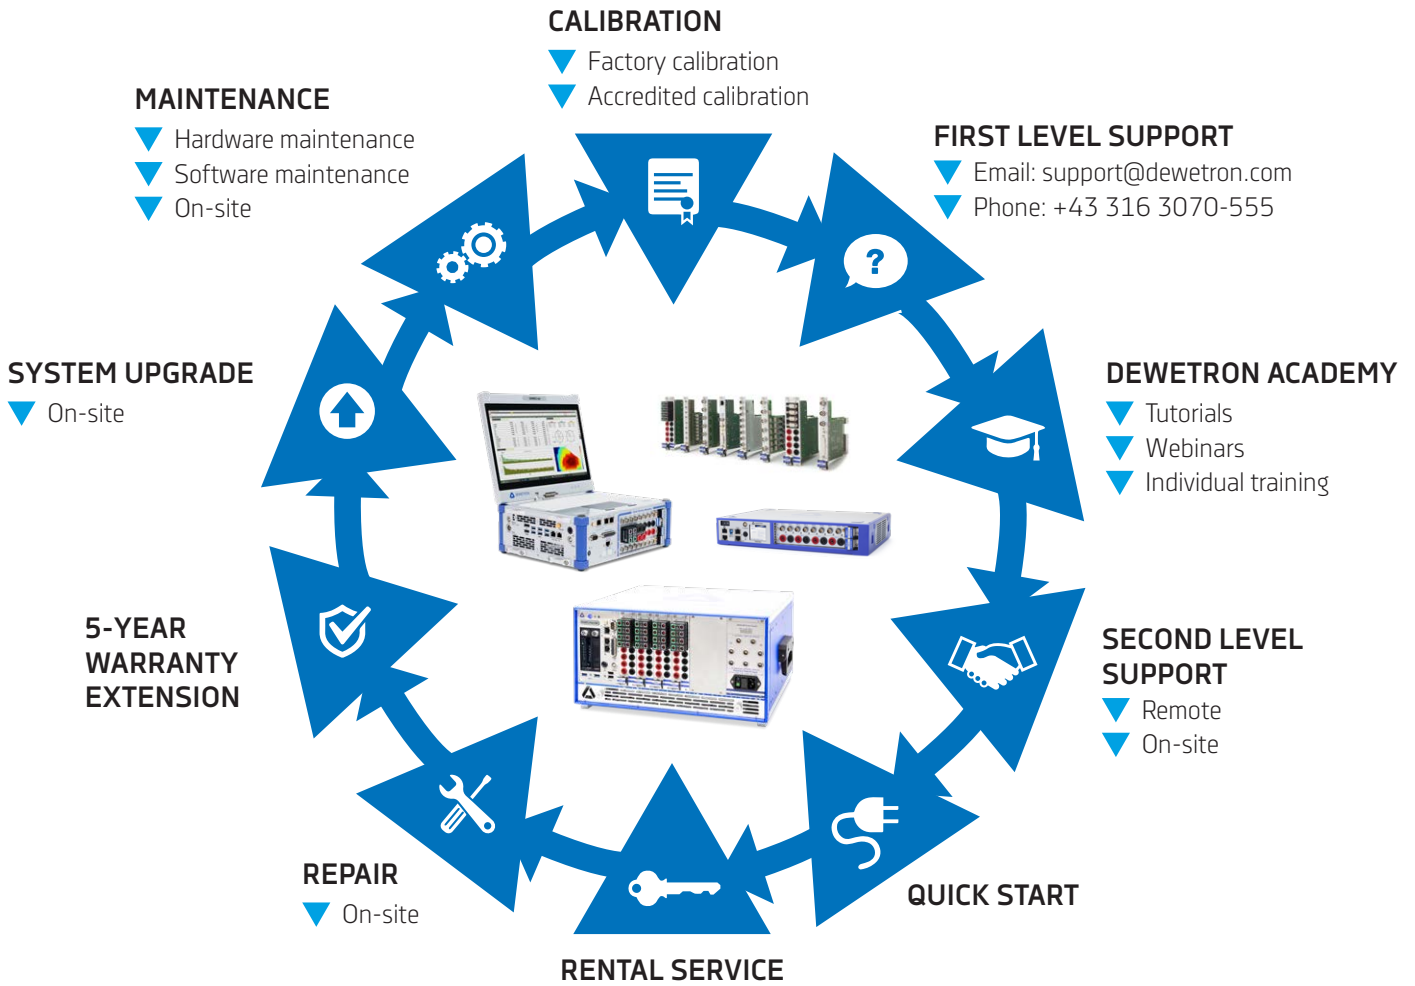 CALIBRATION
Factory calibration
Accredited calibration
MAINTENANCE
Hardware maintenance
Software maintenance
On-site
FIRST LEVEL SUPPORT
Email: support@dewetron.com
Phone: +43 316 3070-555
?
SYSTEM UPGRADE
On-site
DEWETRON ACADEMY
Tutorials
Webinars
Individual training
5-YEAR
WARRANTY
EXTENSION
SECOND LEVEL
SUPPORT
Remote
On-site
REPAIR
On-site
QUICK START
RENTAL SERVICE